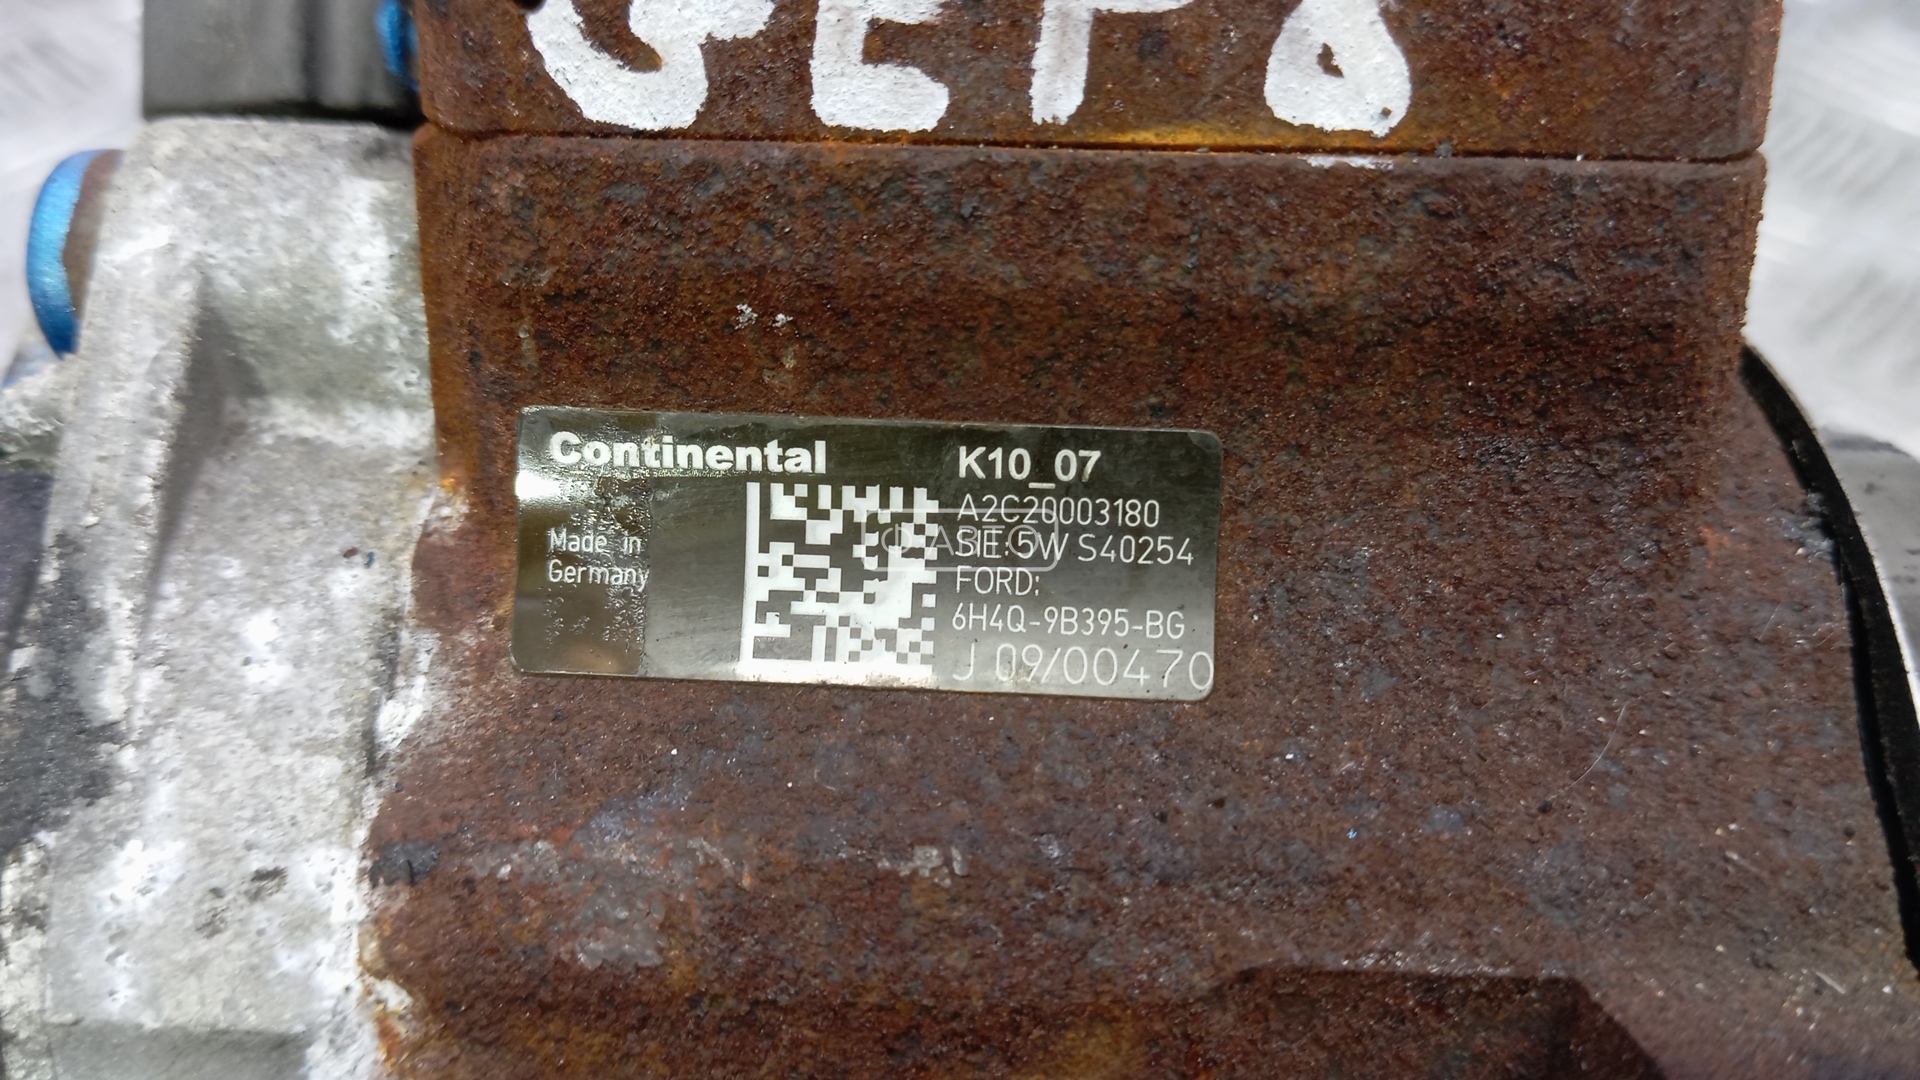 Continental
K10_07
A2C20003180
SIE: 5W S40254
FORD:
6H4Q-9B395-BG
J 09/00470
Made in
Germany